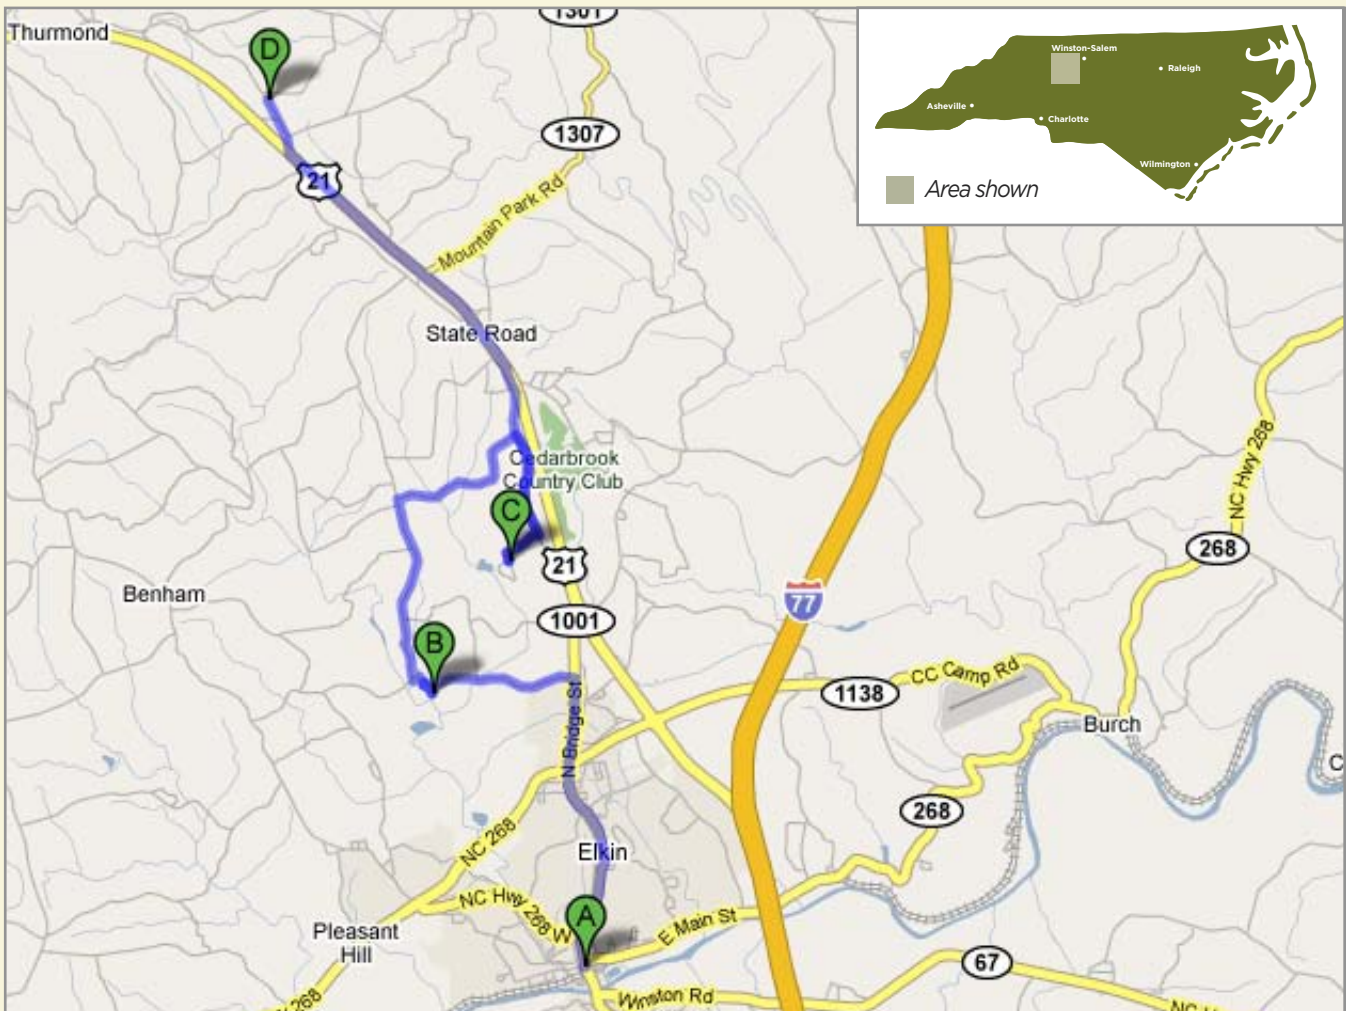 Thurmond
D
1301
1307
21
Mountain Park Rd
State Road
Cedarbrook
Country Club
C
21
1001
Benham
B
N Bridge St
77
1138
CC Camp Rd
Burch
NC Hwy 268
268
268
C
NC 268
Elkin
NC Hwy 268 W
A
E Main St
Pleasant
Hill
67
Winston Rd
268
Winston-Salem
Raleigh
Asheville
Charlotte
Wilmington
Area shown